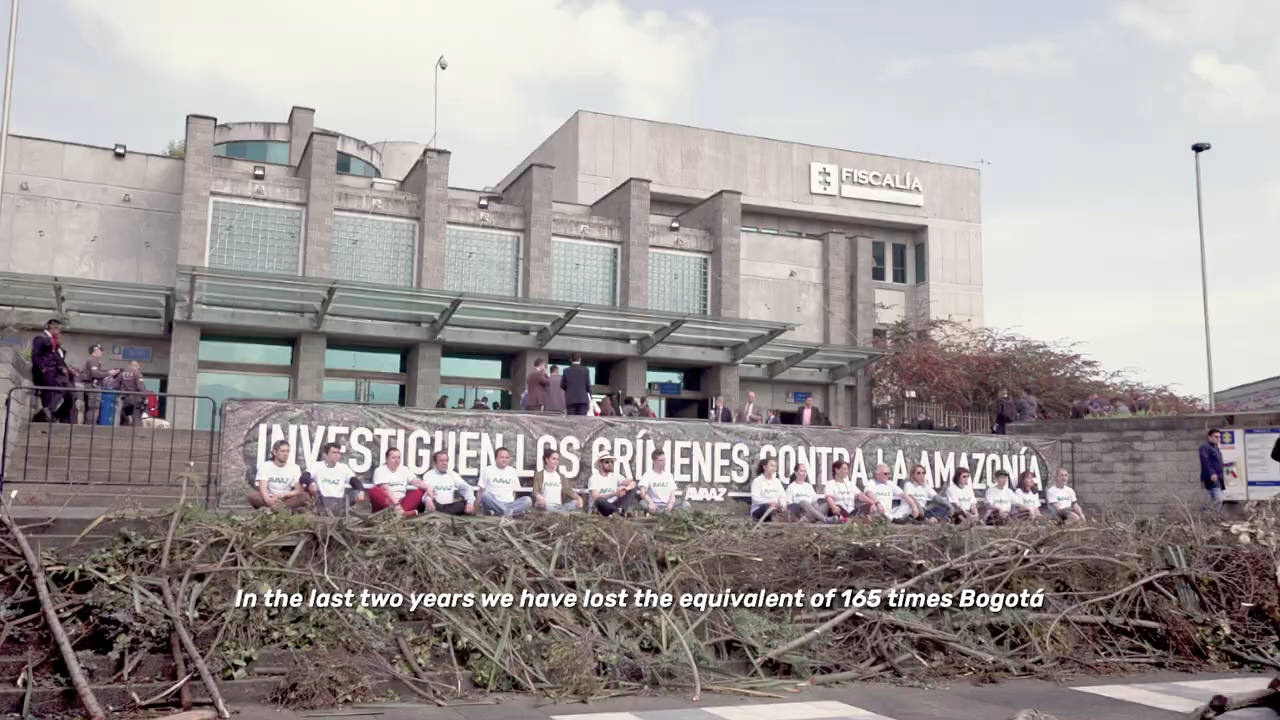 FISCALÍA
INVESTIGUEN LOS CRÍMENES CONTRA LA AMAZONÍA
AVAAZ
In the last two years we have lost the equivalent of 165 times Bogotá